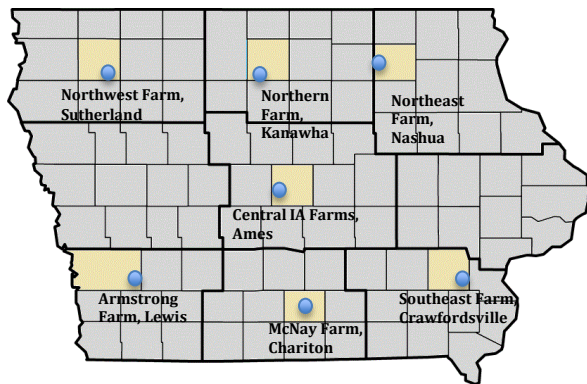 Northwest Farm,
Sutherland
Northern
Farm,
Kanawha
Northeast
Farm,
Nashua
Central IA Farms,
Ames
Armstrong
Farm, Lewis
McNay Farm,
Chariton
Southeast Farm,
Crawfordsville